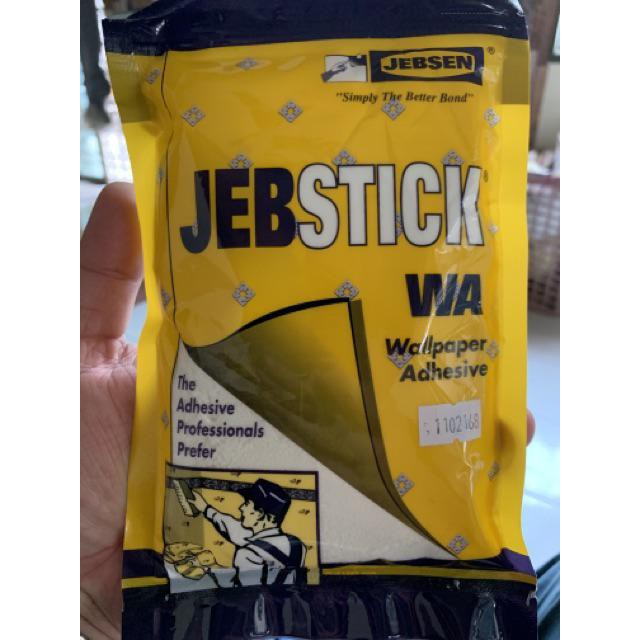 JEBSEN®
"Simply The Better Bond"
JEBSTICK®
WA
Wallpaper
Adhesive
The
Adhesive
Professionals
Prefer